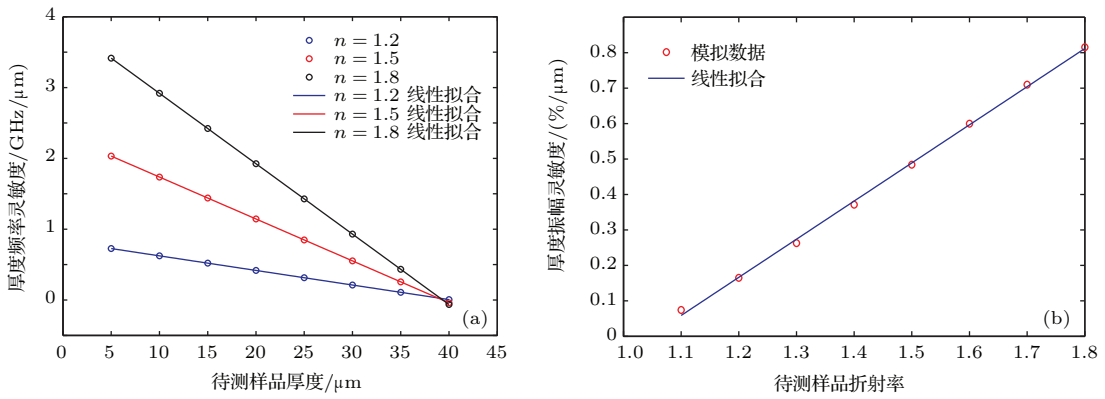 厚度频率灵敏度/(GHz/μm)
4
3
2
1
0
n = 1.2
n = 1.5
n = 1.8
n = 1.2 线性拟合
n = 1.5 线性拟合
n = 1.8 线性拟合
(a)
0 5 10 15 20 25 30 35 40 45
待测样品厚度/μm
厚度振幅灵敏度/(%/μm)
0.8
0.7
0.6
0.5
0.4
0.3
0.2
0.1
0
模拟数据
线性拟合
(b)
1.0 1.1 1.2 1.3 1.4 1.5 1.6 1.7 1.8
待测样品折射率